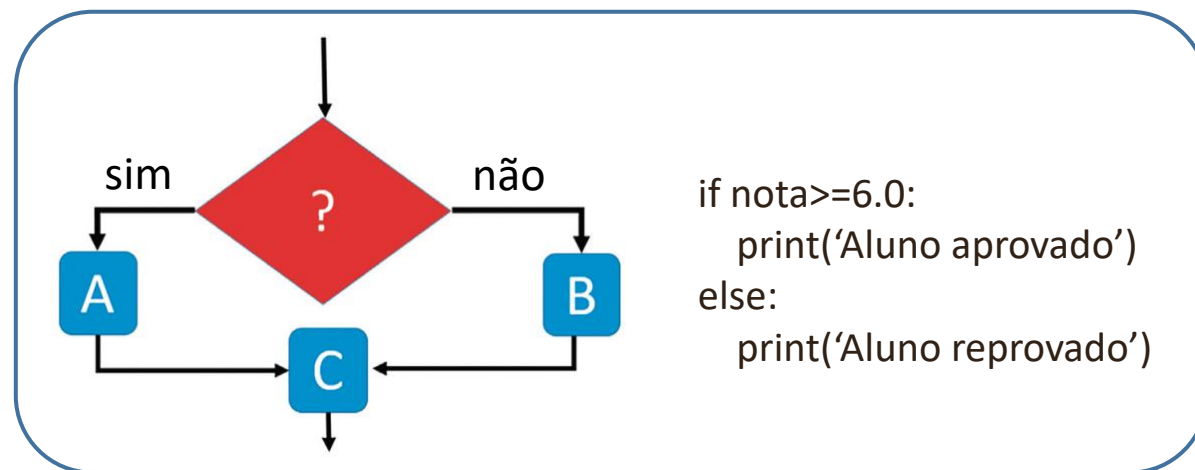 sim
não
?
A
B
C
if nota>=6.0:
print(‘Aluno aprovado’)
else:
print(‘Aluno reprovado’)